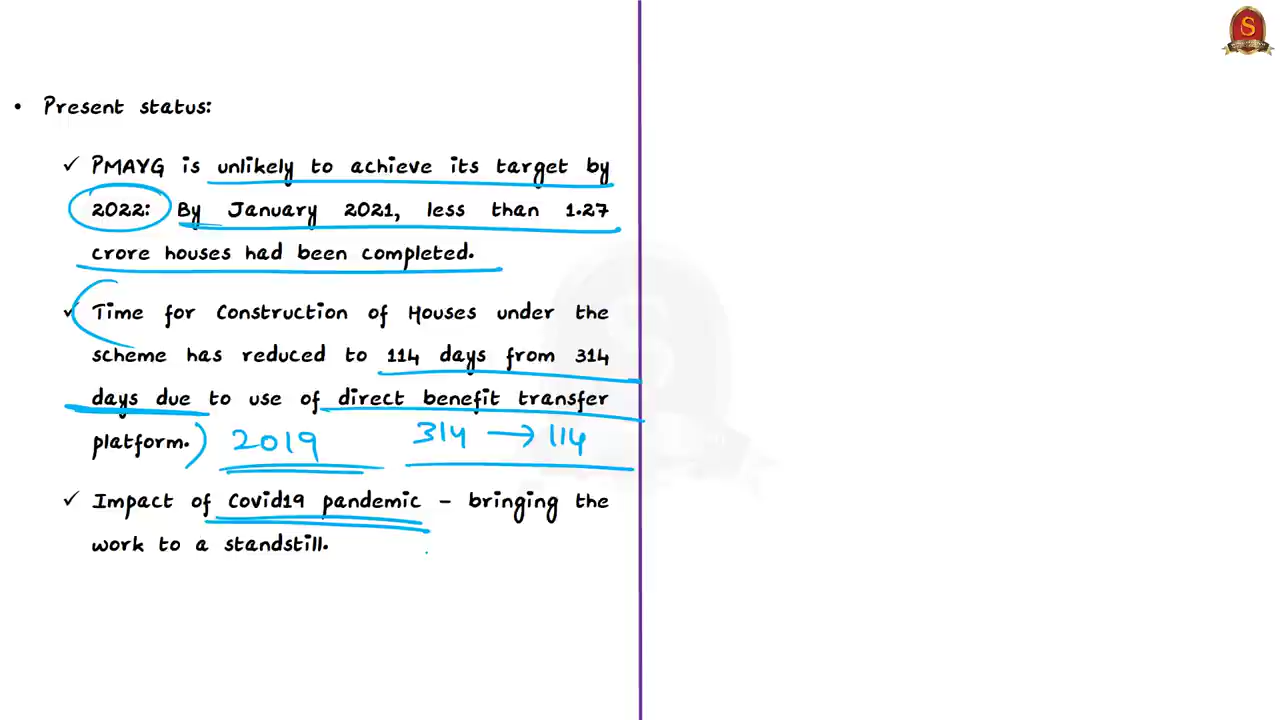 • Present status:
✓ PMAYG is unlikely to achieve its target by
2022: By January 2021, less than 1.27
crore houses had been completed.
✓ Time for Construction of Houses under the
scheme has reduced to 114 days from 314
days due to use of direct benefit transfer
platform.) 2019 314 → 114
✓ Impact of Covid19 pandemic – bringing the
work to a standstill.
S